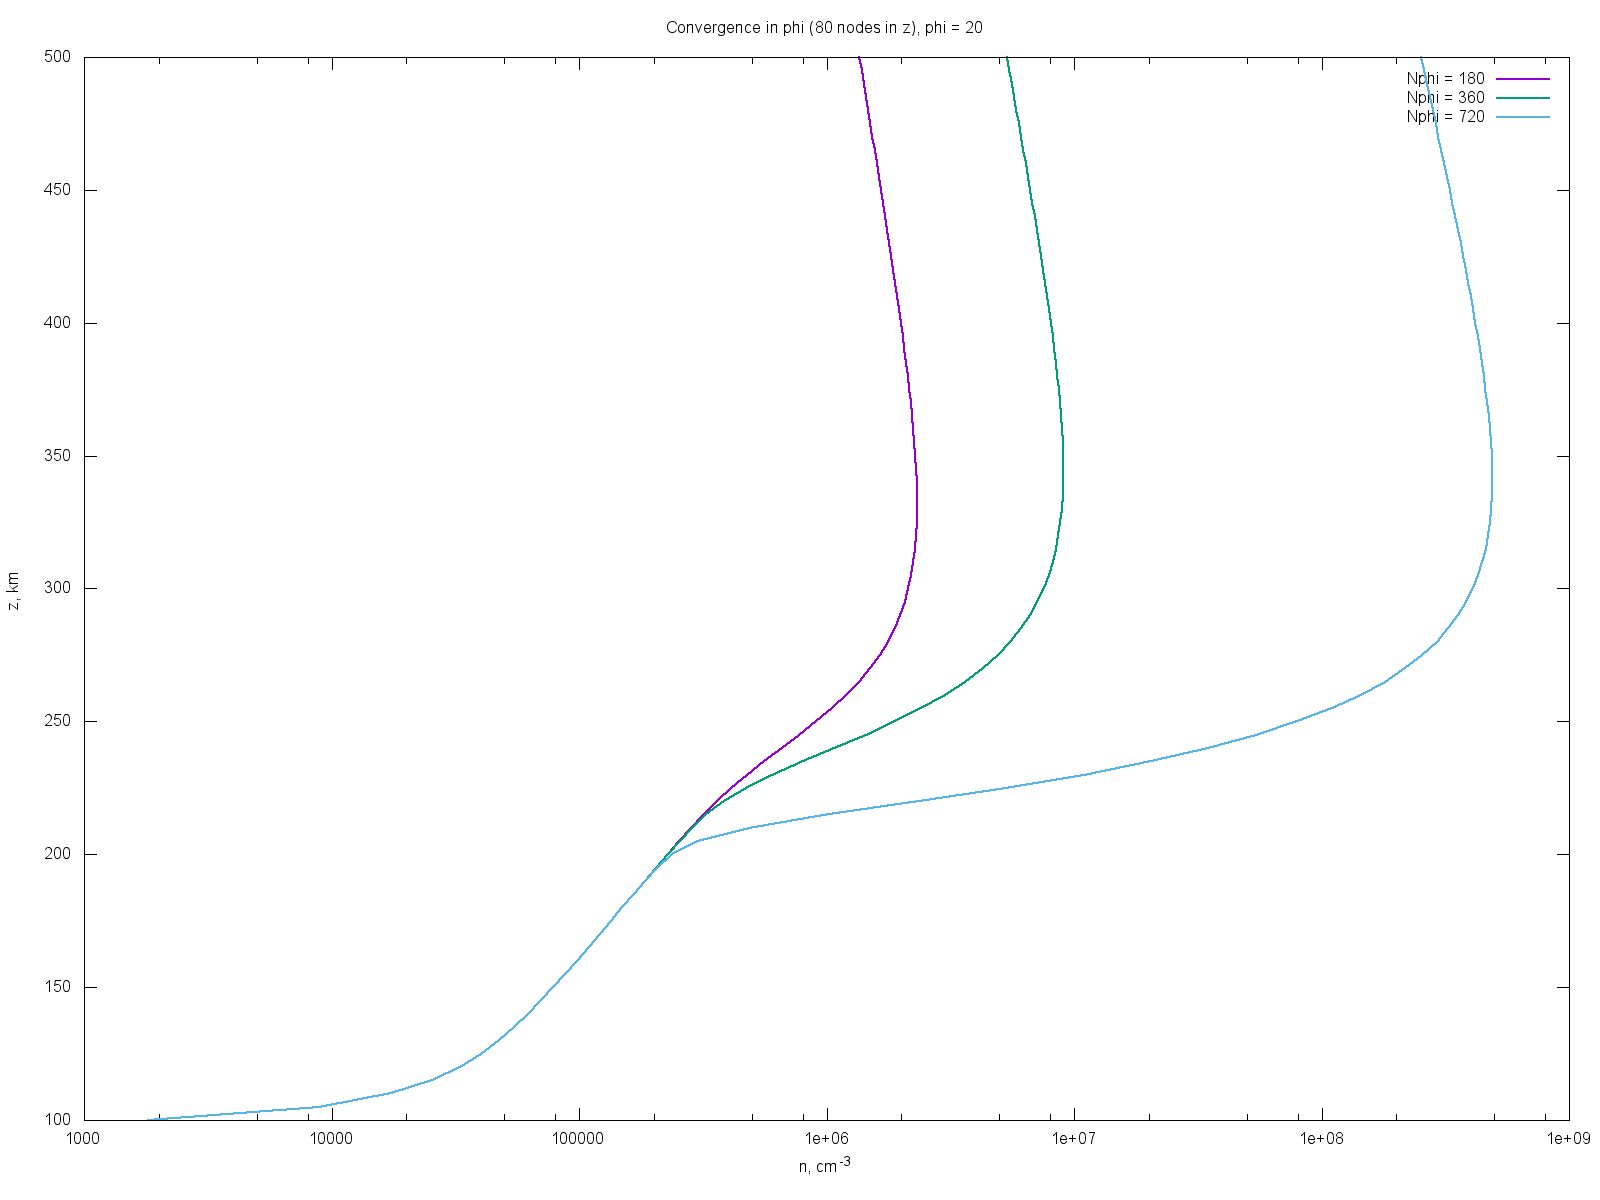 Convergence in phi (80 nodes in z), phi = 20
500
450
400
350
300
250
200
150
100
z, km
Nphi = 180
Nphi = 360
Nphi = 720
1000 10000 100000 1e+06 1e+07 1e+08 1e+09
n, cm-3